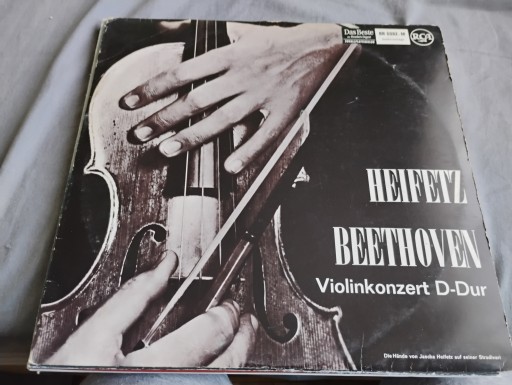 Das Beste
RCA
HEIFETZ
BEETHOVEN
Violinkonzert D-Dur
Die Hände von Jascha Heifetz auf seiner Stradivari